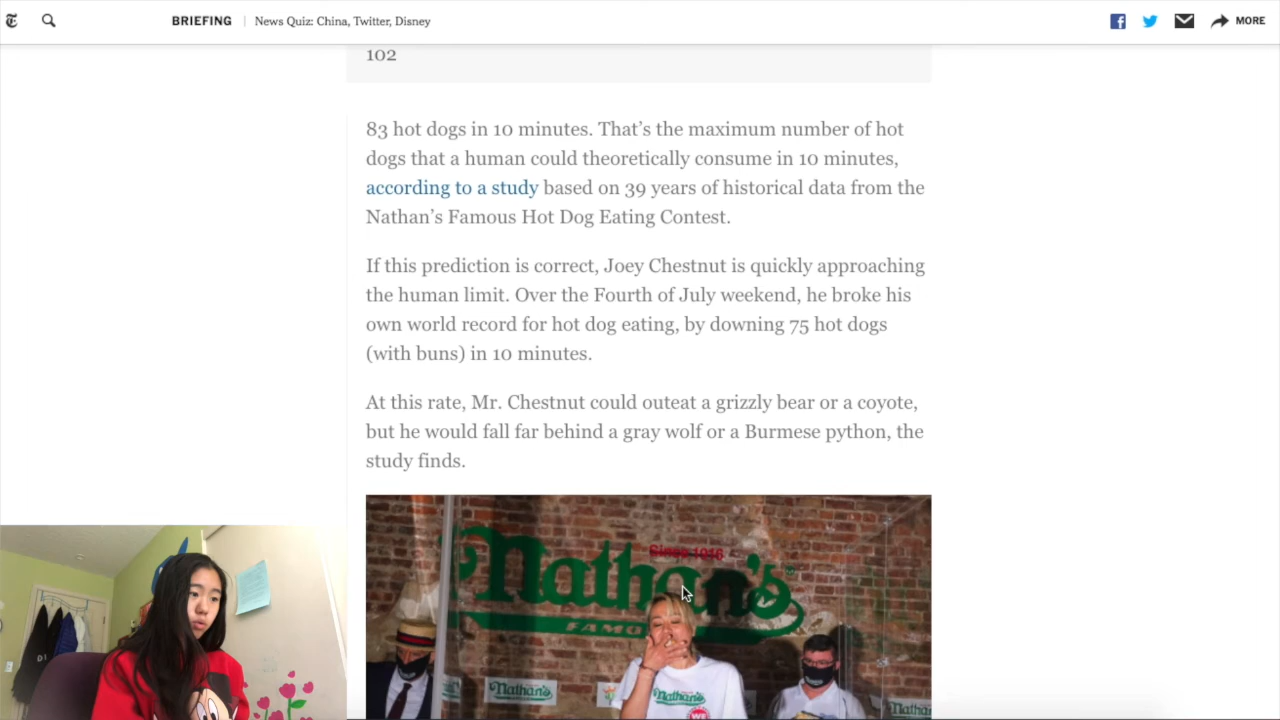 BRIEFING
News Quiz: China, Twitter, Disney
MORE
102
83 hot dogs in 10 minutes. That's the maximum number of hot
dogs that a human could theoretically consume in 10 minutes,
according to a study based on 39 years of historical data from the
Nathan's Famous Hot Dog Eating Contest.
If this prediction is correct, Joey Chestnut is quickly approaching
the human limit. Over the Fourth of July weekend, he broke his
own world record for hot dog eating, by downing 75 hot dogs
(with buns) in 10 minutes.
At this rate, Mr. Chestnut could outeat a grizzly bear or a coyote,
but he would fall far behind a gray wolf or a Burmese python, the
study finds.
Since 1916
Nathan's
Nathan's
Nathan's